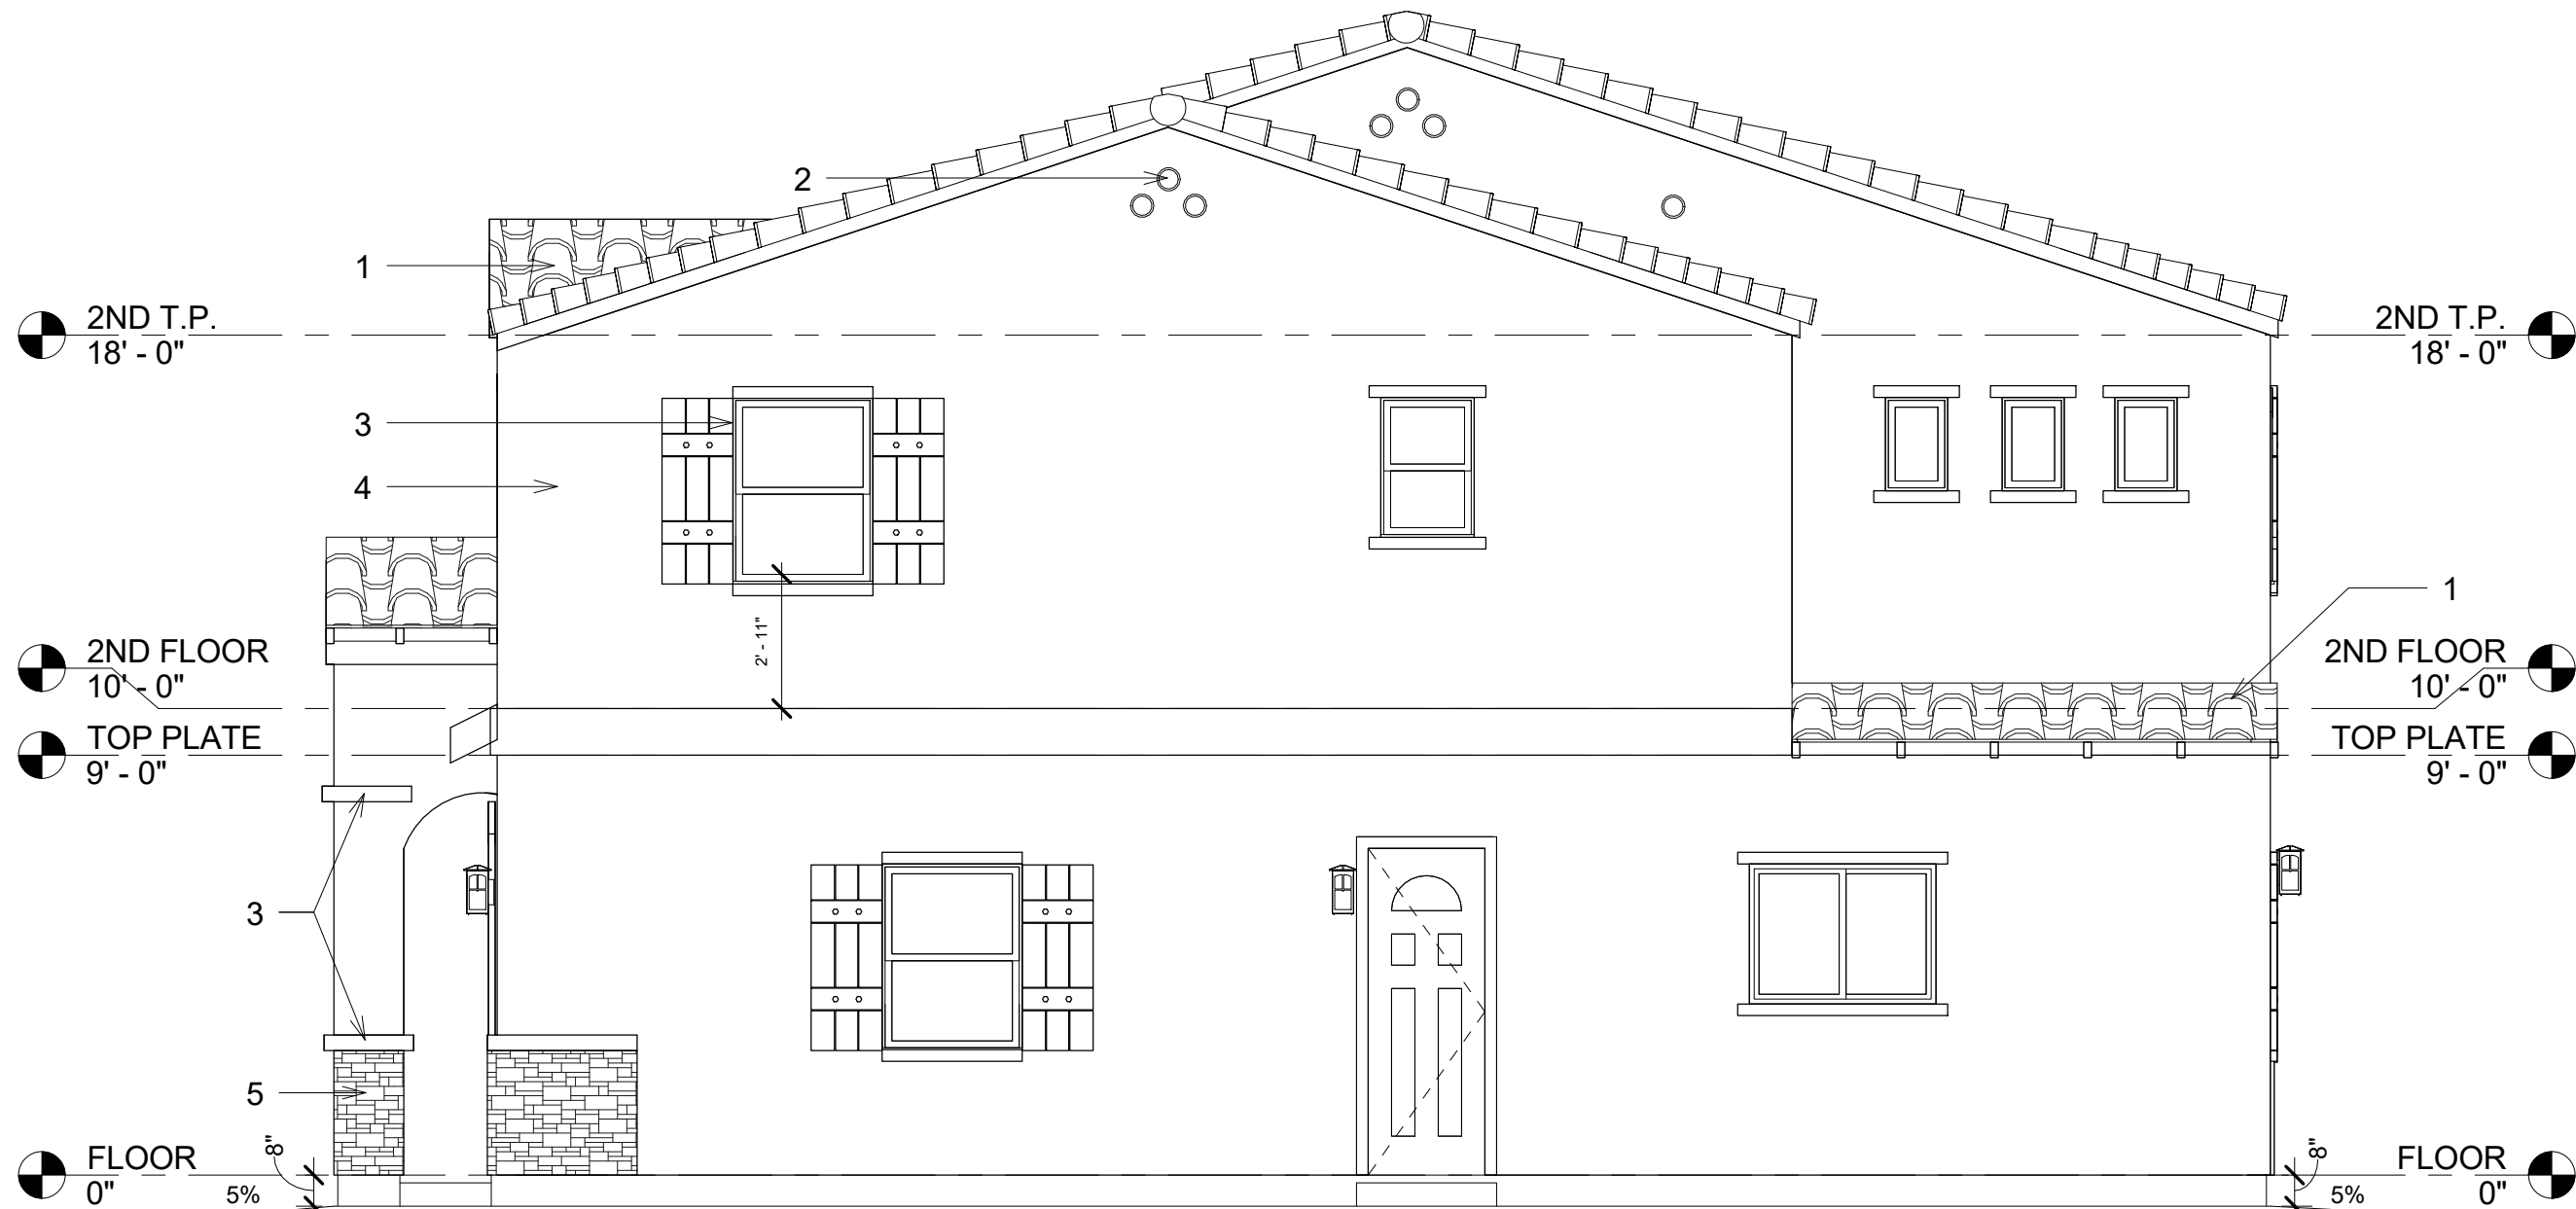 2
1
2ND T.P.
18' - 0"
2ND T.P.
18' - 0"
3
4
1
2' - 11"
2ND FLOOR
10' - 0"
2ND FLOOR
10' - 0"
TOP PLATE
9' - 0"
TOP PLATE
9' - 0"
3
5
8"
8"
FLOOR
0"
FLOOR
0"
5%
5%